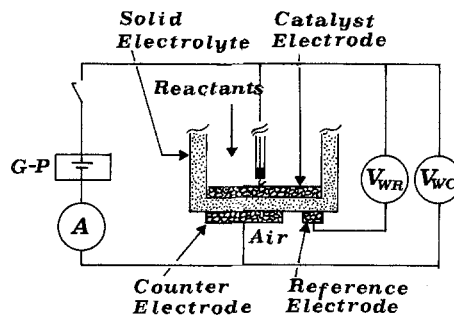 Solid
Electrolyte
Catalyst
Electrode
Reactants
G-P
A
V_WR
V_WC
Air
Counter
Electrode
Reference
Electrode